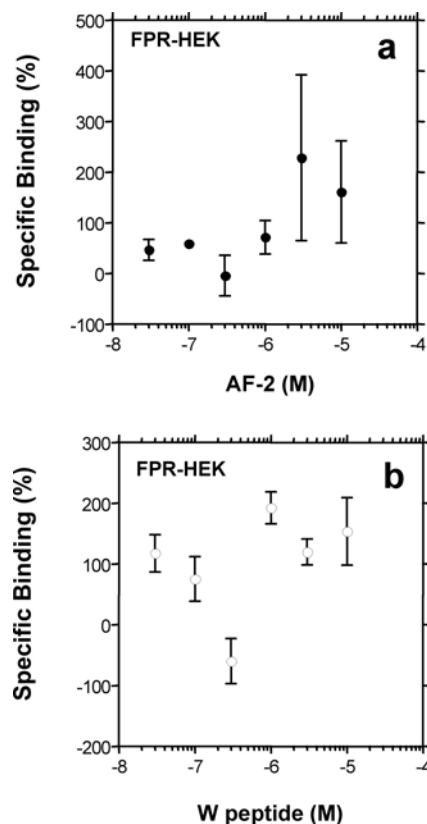 500
FPR-HEK
a
400
300
200
100
0
-100
-8 -7 -6 -5 -4
Specific Binding (%)
AF-2 (M)
300
FPR-HEK
b
200
100
0
-100
-200
-8 -7 -6 -5 -4
Specific Binding (%)
W peptide (M)